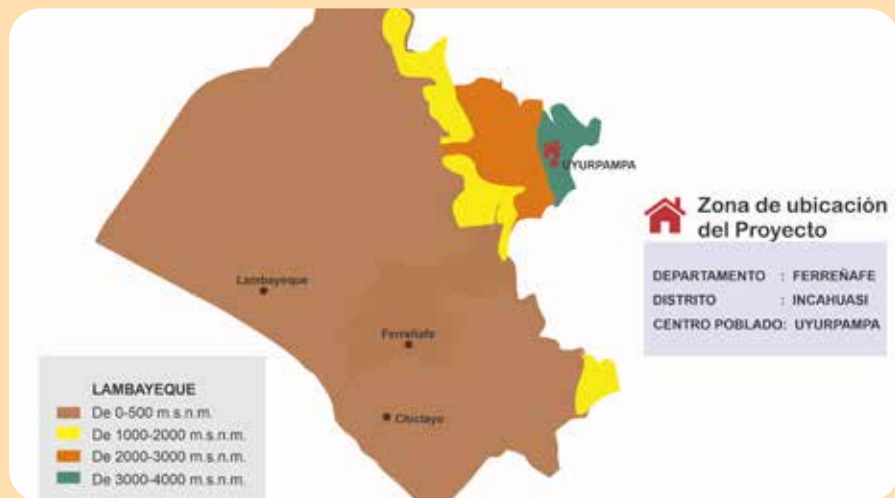 UYURPAMPA
Zona de ubicación
del Proyecto
DEPARTAMENTO : FERREÑAFE
DISTRITO : INCAHUASI
CENTRO POBLADO: UYURPAMPA
Lambayeque
Ferreñafe
Chiclayo
LAMBAYEQUE
De 0-500 m.s.n.m.
De 1000-2000 m.s.n.m.
De 2000-3000 m.s.n.m.
De 3000-4000 m.s.n.m.